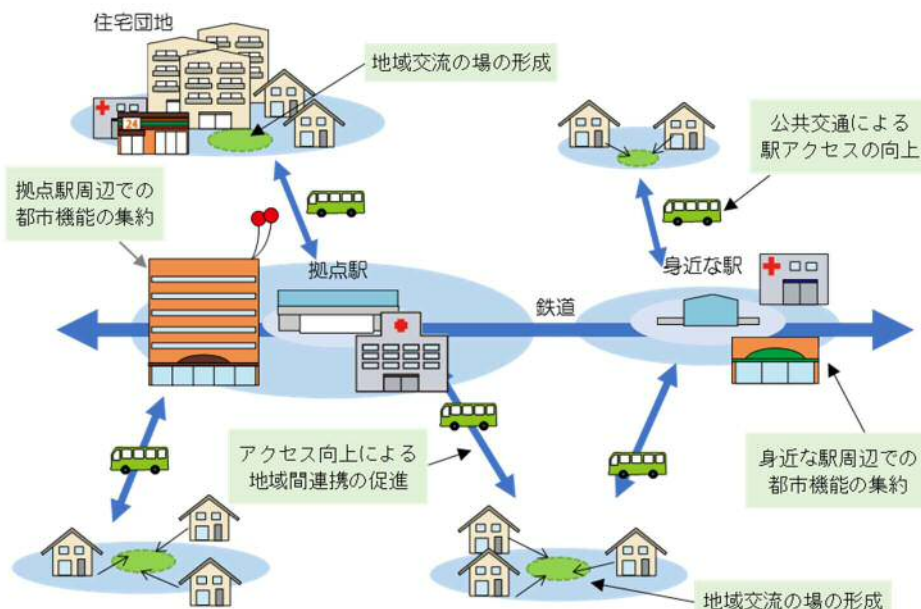 住宅団地
地域交流の場の形成
24
公共交通による
駅アクセスの向上
拠点駅周辺での
都市機能の集約
拠点駅
身近な駅
鉄道
アクセス向上による
地域間連携の促進
身近な駅周辺での
都市機能の集約
地域交流の場の形成